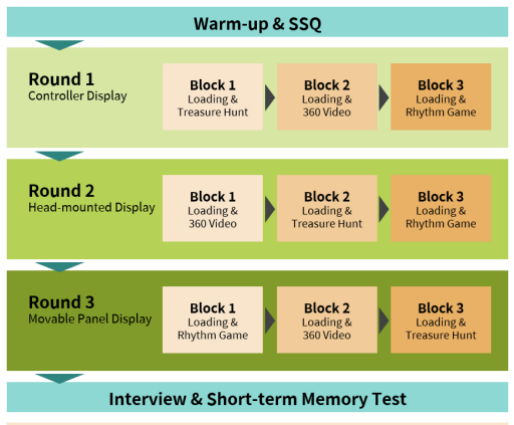 Warm-up & SSQ
Round 1
Controller Display
Block 1
Loading &
Treasure Hunt
Block 2
Loading &
360 Video
Block 3
Loading &
Rhythm Game
Round 2
Head-mounted Display
Block 1
Loading &
360 Video
Block 2
Loading &
Treasure Hunt
Block 3
Loading &
Rhythm Game
Round 3
Movable Panel Display
Block 1
Loading &
Rhythm Game
Block 2
Loading &
360 Video
Block 3
Loading &
Treasure Hunt
Interview & Short-term Memory Test